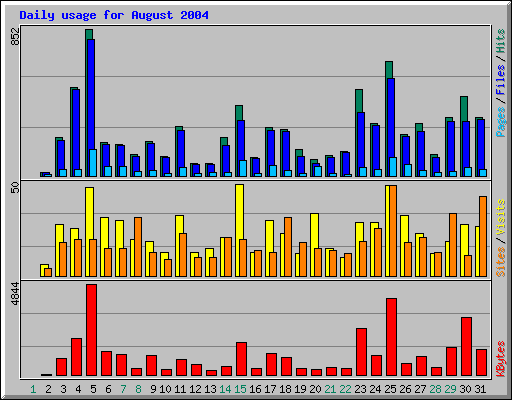 Daily usage for August 2004
852
Pages / Files / Hits
50
Sites / Visits
4844
KBytes
1 2 3 4 5 6 7 8 9 10 11 12 13 14 15 16 17 18 19 20 21 22 23 24 25 26 27 28 29 30 31